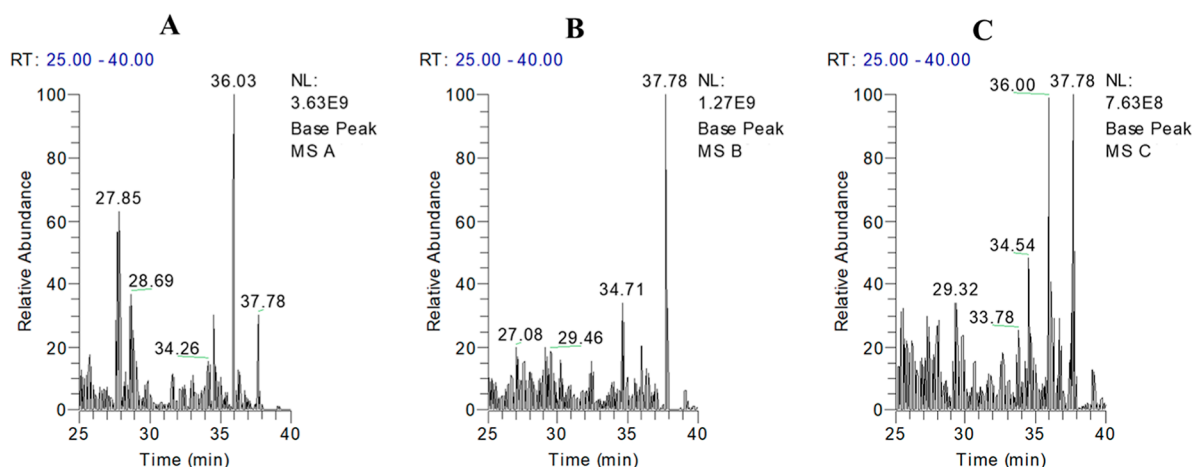 A
RT: 25.00 - 40.00
36.03
NL:
3.63E9
Base Peak
MS A
100
80
60
40
20
0
27.85
28.69
37.78
34.26
Relative Abundance
25
30
35
40
Time (min)
B
RT: 25.00 - 40.00
37.78
NL:
1.27E9
Base Peak
MS B
100
80
60
40
20
0
34.71
27.08
29.46
Relative Abundance
25
30
35
40
Time (min)
C
RT: 25.00 - 40.00
36.00
37.78
NL:
7.63E8
Base Peak
MS C
100
80
60
40
20
0
34.54
29.32
33.78
Relative Abundance
25
30
35
40
Time (min)